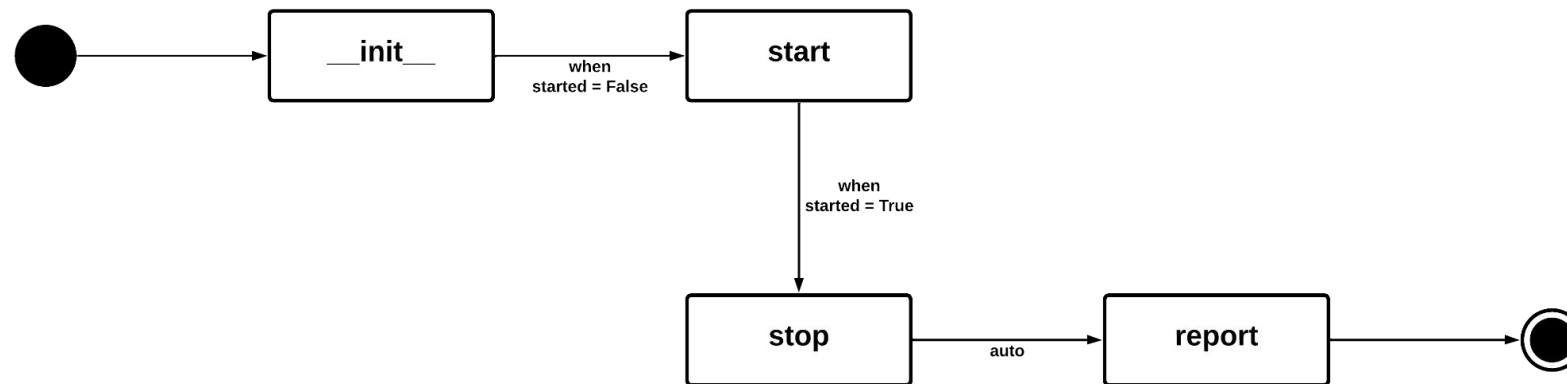 __init__
when
started = False
start
when
started = True
stop
auto
report